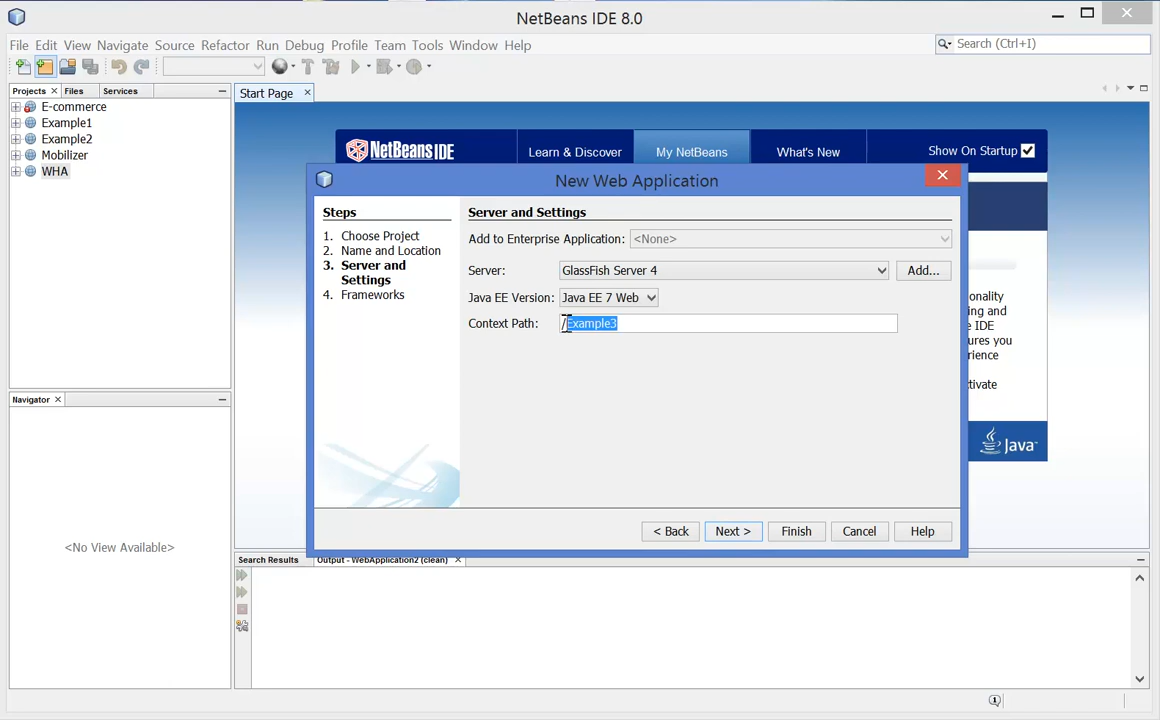 NetBeans IDE 8.0
File Edit View Navigate Source Refactor Run Debug Profile Team Tools Window Help
Search (Ctrl+I)
Projects Files Services
Start Page
E-commerce
Example1
Example2
Mobilizer
WHA
NetBeans IDE
Learn & Discover
My NetBeans
What's New
Show On Startup
New Web Application
Steps
1. Choose Project
2. Name and Location
3. Server and
Settings
4. Frameworks
Server and Settings
Add to Enterprise Application: <None>
Server: GlassFish Server 4 Add...
Java EE Version: Java EE 7 Web
Context Path: /Example3
< Back Next > Finish Cancel Help
onality
ing and
e IDE
ures you
erience
tivate
Java
Navigator
<No View Available>
Search Results
Output - WebApplication2 (clean)